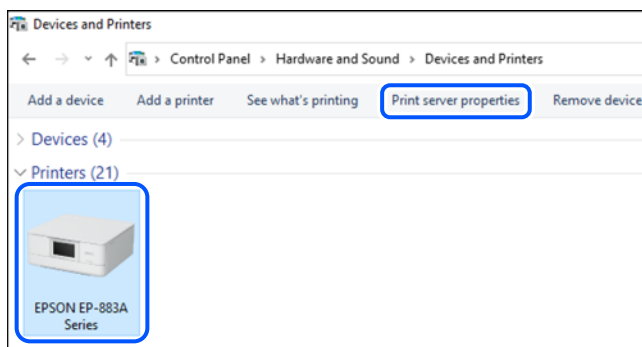 Devices and Printers
Control Panel > Hardware and Sound > Devices and Printers
Add a device Add a printer See what's printing Print server properties Remove device
Devices (4)
Printers (21)
EPSON EP-883A
Series